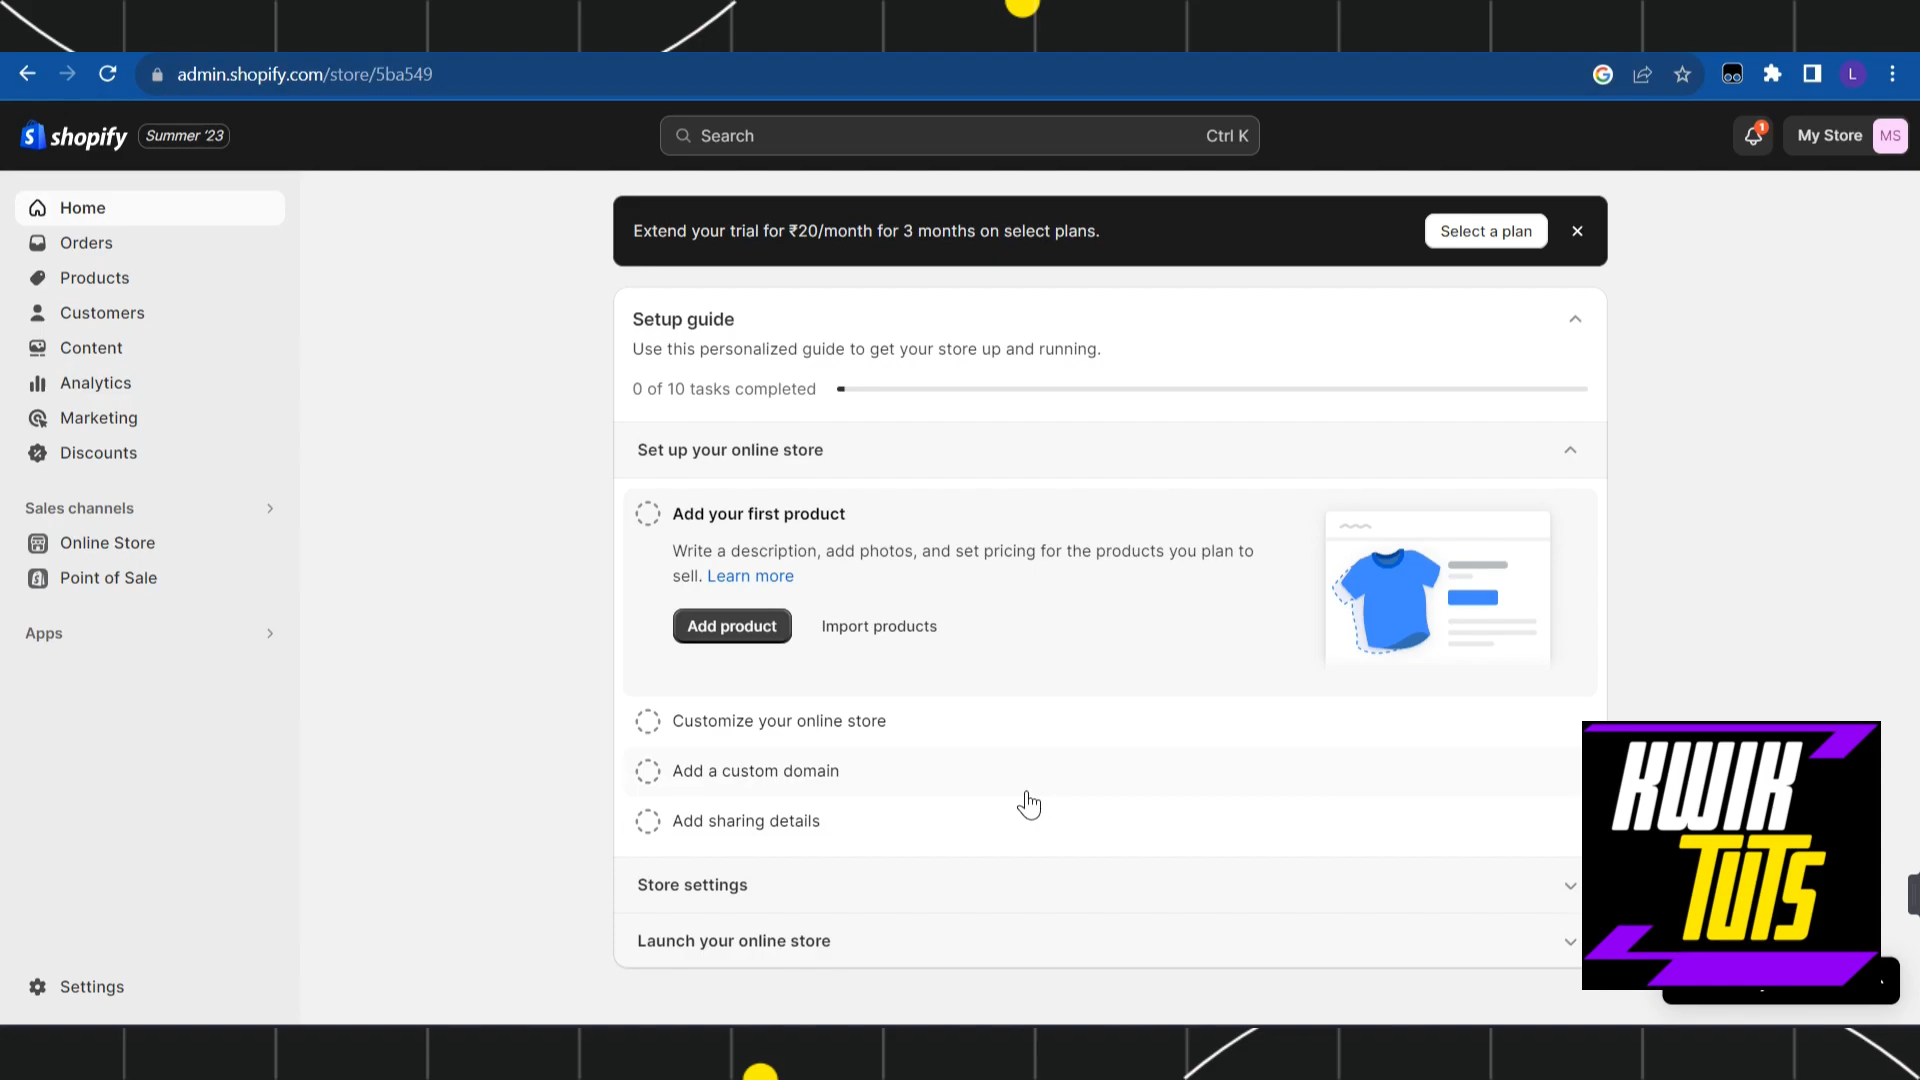 admin.shopify.com/store/5ba549
L
shopify
Summer '23
Search
Ctrl K
1
My Store
MS
Home
Orders
Products
Customers
Content
Analytics
Marketing
Discounts
Sales channels
Online Store
Point of Sale
Apps
Settings
Extend your trial for ₹20/month for 3 months on select plans.
Select a plan
Setup guide
Use this personalized guide to get your store up and running.
0 of 10 tasks completed
Set up your online store
Add your first product
Write a description, add photos, and set pricing for the products you plan to
sell. Learn more
Add product
Import products
Customize your online store
Add a custom domain
Add sharing details
Store settings
Launch your online store
KWIK
TUTS